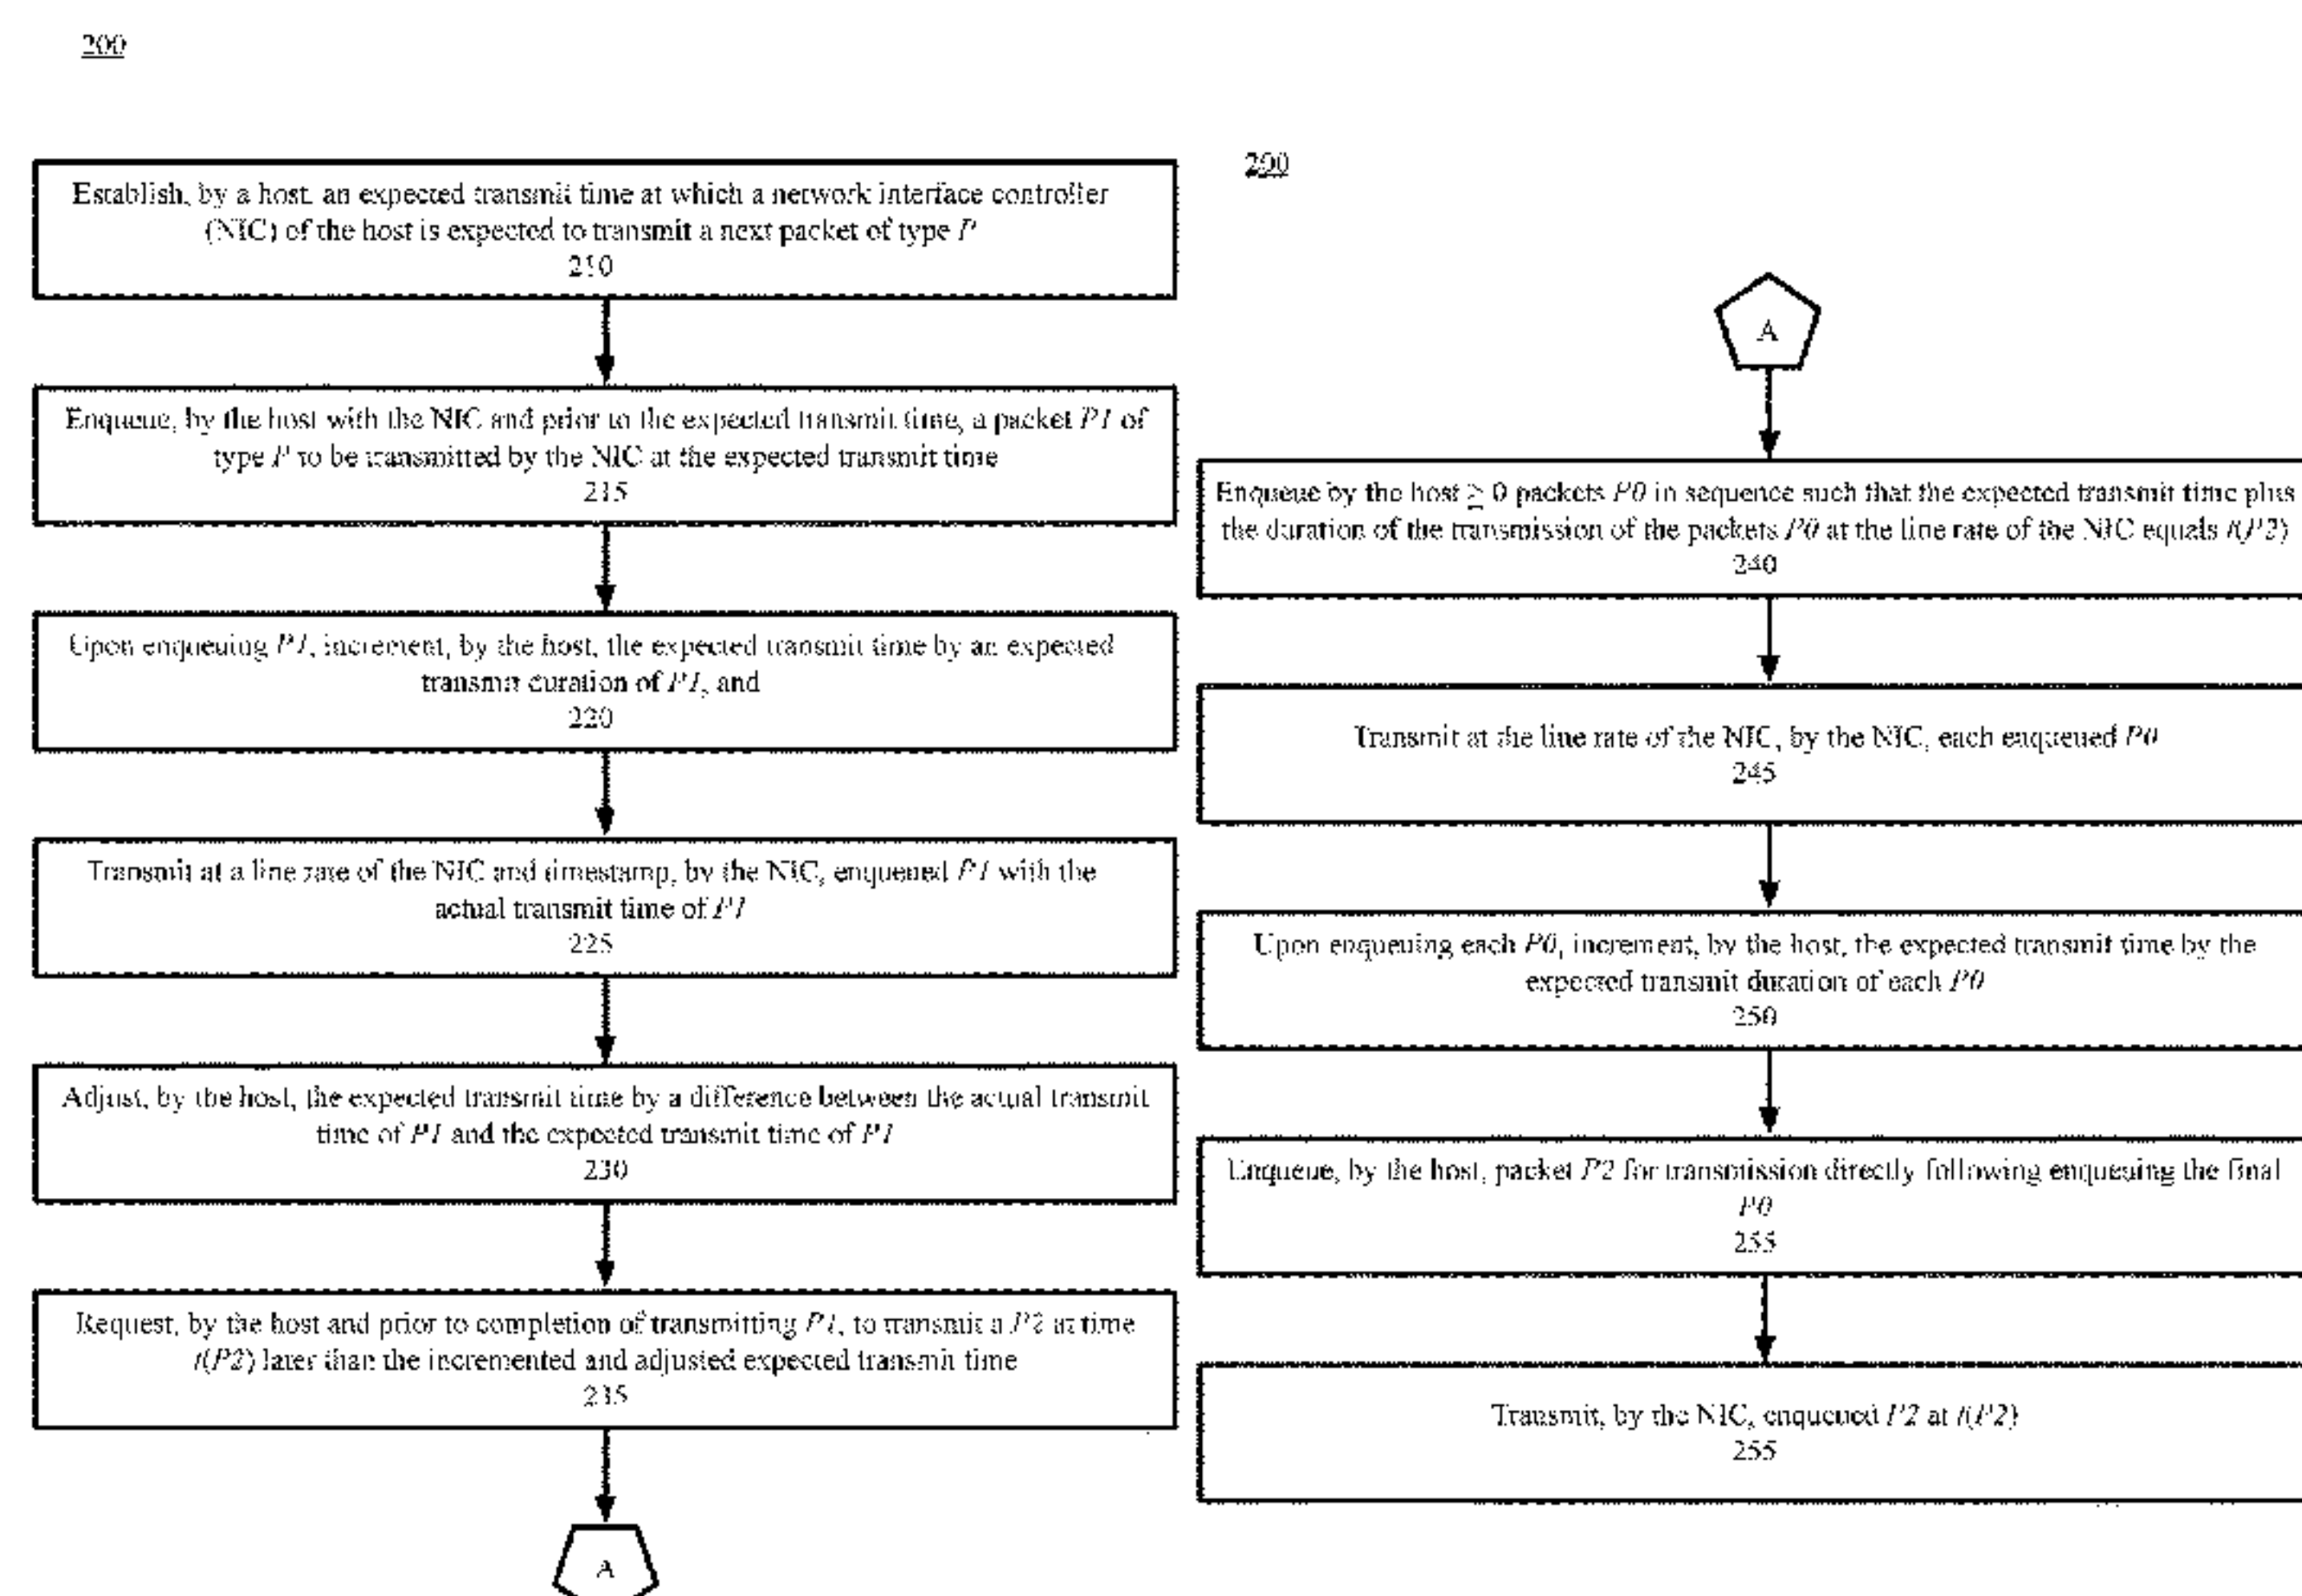 200
Establish, by a host, an expected transmit time at which a network interface controller
(NIC) of the host is expected to transmit a next packet of type P
210
Enqueue, by the host with the NIC and prior to the expected transmit time, a packet P1 of
type P to be transmitted by the NIC at the expected transmit time
215
Upon enqueuing P1, increment, by the host, the expected transmit time by an expected
transmit duration of P1, and
220
Transmit at a line rate of the NIC and timestamp, by the NIC, enqueued P1 with the
actual transmit time of P1
225
Adjust, by the host, the expected transmit time by a difference between the actual transmit
time of P1 and the expected transmit time of P1
230
Request, by the host and prior to completion of transmitting P1, to transmit a P2 at time
t(P2) later than the incremented and adjusted expected transmit time
235
A
200
A
Enqueue by the host ≥ 0 packets P0 in sequence such that the expected transmit time plus
the duration of the transmission of the packets P0 at the line rate of the NIC equals t(P2)
240
Transmit at the line rate of the NIC, by the NIC, each enqueued P0
245
Upon enqueuing each P0, increment, by the host, the expected transmit time by the
expected transmit duration of each P0
250
Enqueue, by the host, packet P2 for transmission directly following enqueuing the final
P0
255
Transmit, by the NIC, enqueued P2 at t(P2)
255